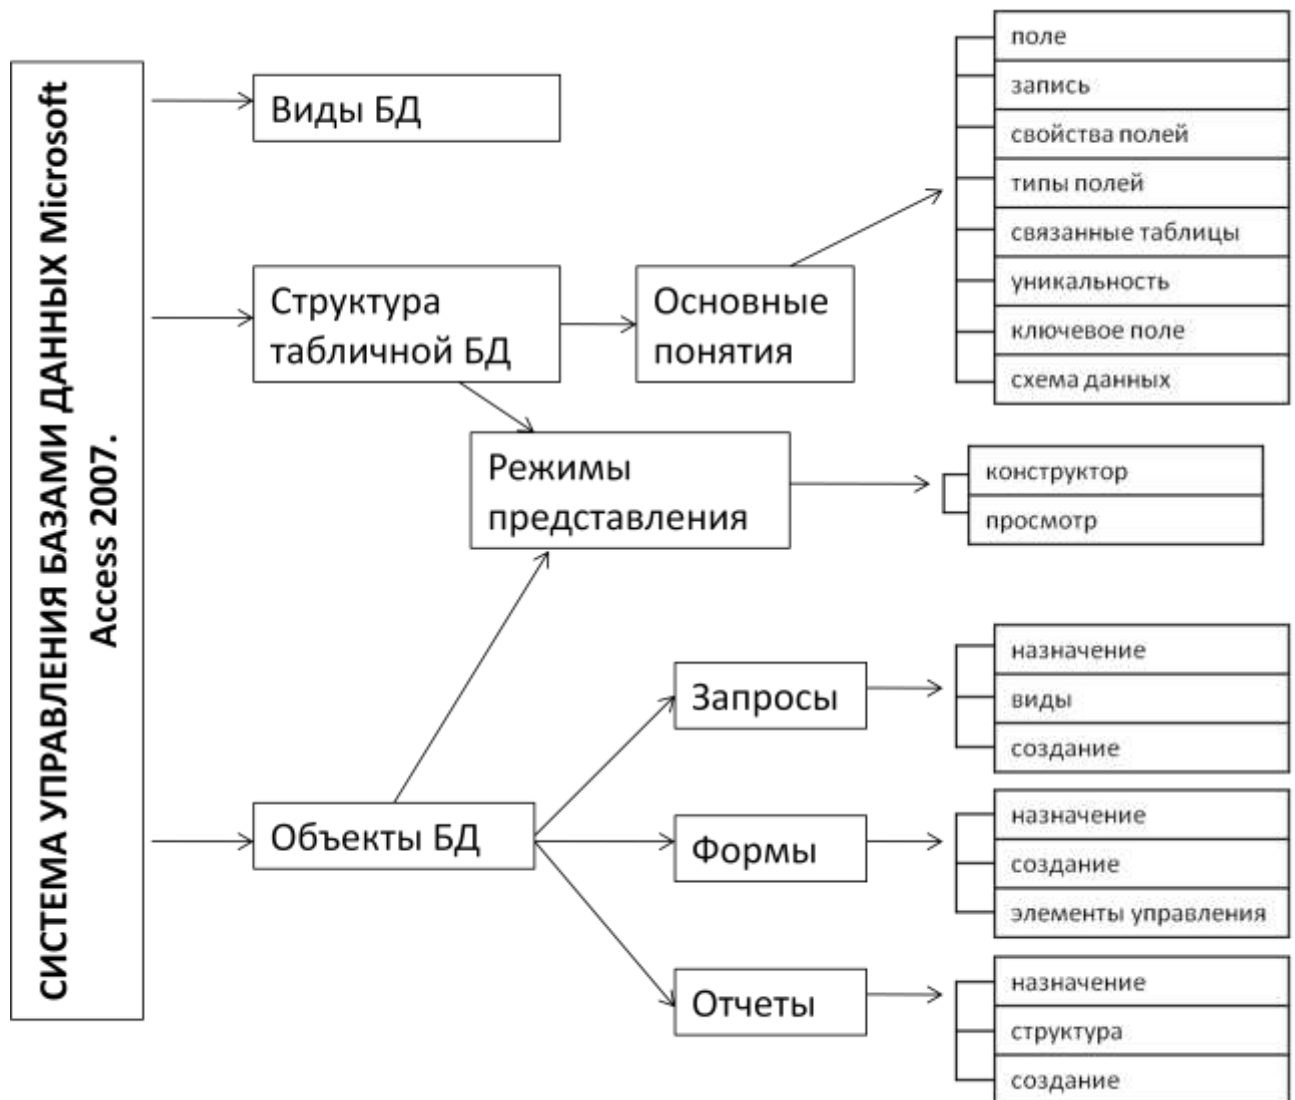 СИСТЕМА УПРАВЛЕНИЯ БАЗАМИ ДАННЫХ Microsoft
Access 2007.
Виды БД
Структура
табличной БД
Основные
понятия
поле
запись
свойства полей
типы полей
связанные таблицы
уникальность
ключевое поле
схема данных
Режимы
представления
конструктор
просмотр
Объекты БД
Запросы
назначение
виды
создание
Формы
назначение
создание
элементы управления
Отчеты
назначение
структура
создание